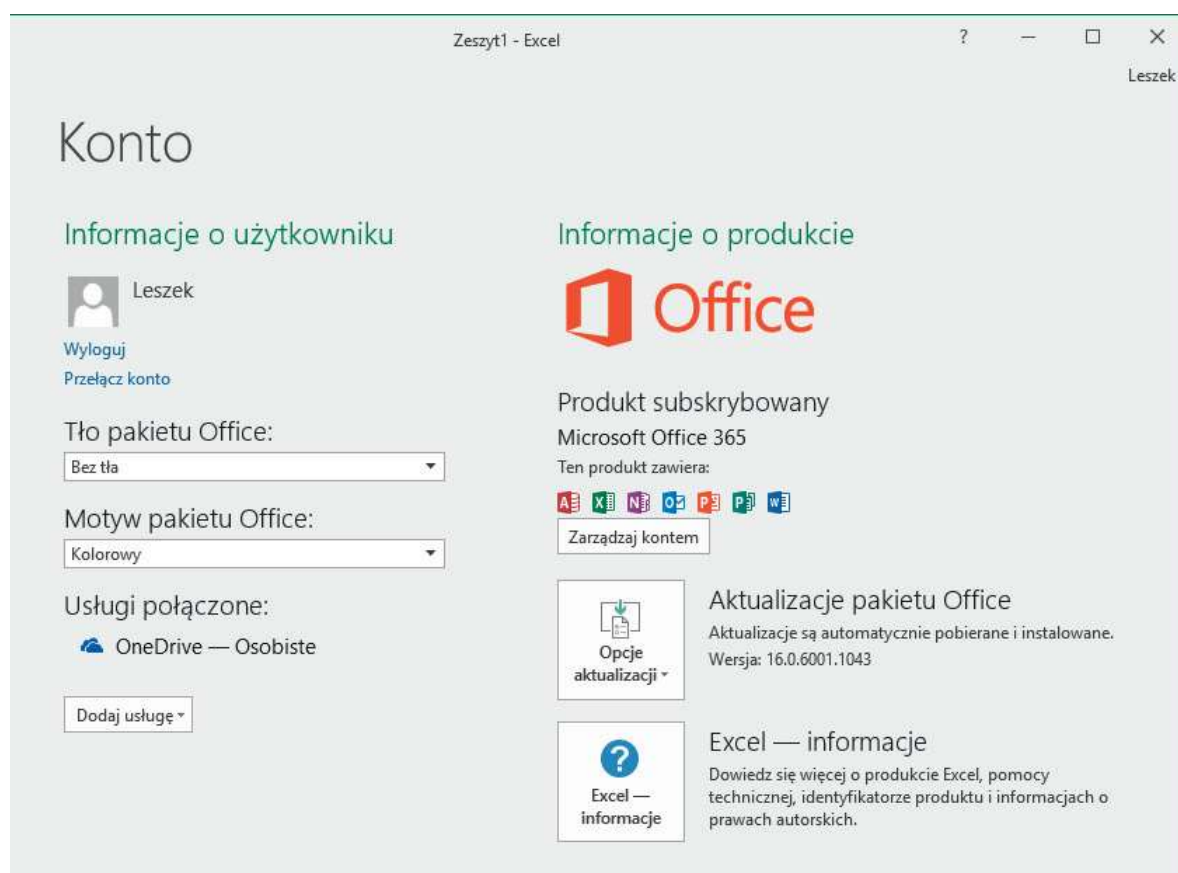 Zeszyt1 - Excel
?
Leszek
Konto
Informacje o użytkowniku
Leszek
Wyloguj
Przełącz konto
Tło pakietu Office:
Bez tła
Motyw pakietu Office:
Kolorowy
Usługi połączone:
OneDrive — Osobiste
Dodaj usługę
Informacje o produkcie
Office
Produkt subskrybowany
Microsoft Office 365
Ten produkt zawiera:
Zarządzaj kontem
Opcje
aktualizacji
Aktualizacje pakietu Office
Aktualizacje są automatycznie pobierane i instalowane.
Wersja: 16.0.6001.1043
?
Excel —
informacje
Excel — informacje
Dowiedz się więcej o produkcie Excel, pomocy
technicznej, identyfikatorze produktu i informacjach o
prawach autorskich.